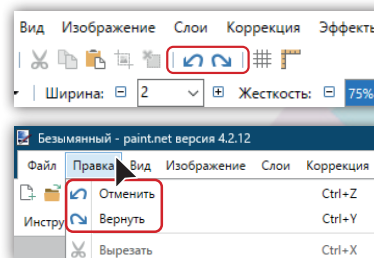 Вид Изображение Слои Коррекция Эффекты
Ширина: 2 Жесткость: 75%
Безымянный - paint.net версия 4.2.12
Файл Правка Вид Изображение Слои Коррекция
Отменить Ctrl+Z
Инстру Вернуть Ctrl+Y
Вырезать Ctrl+X